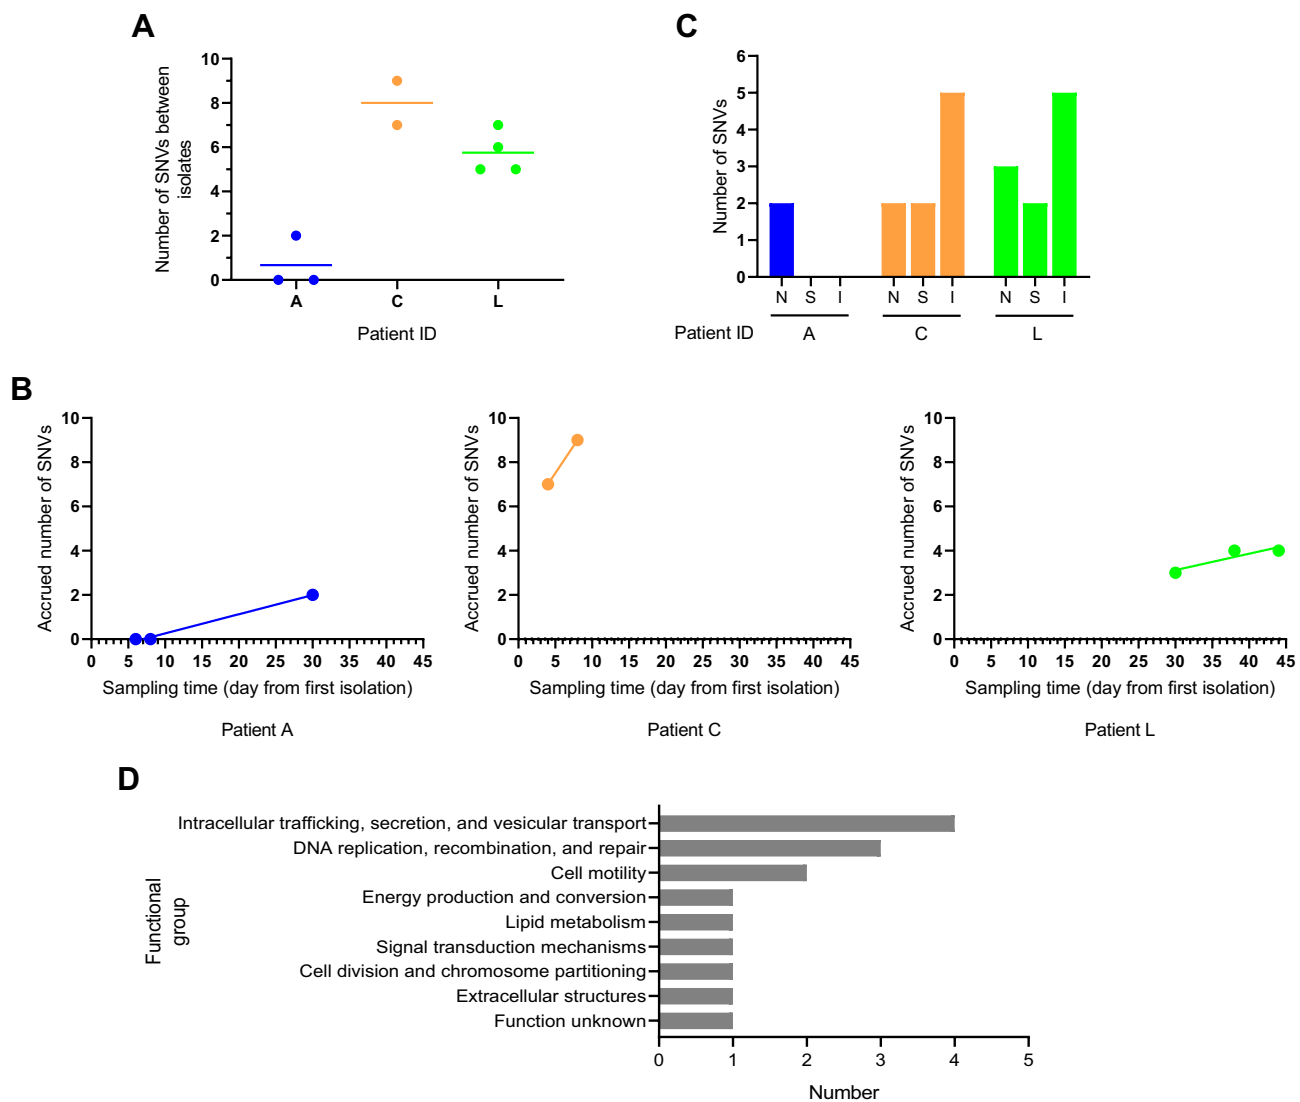 A
Number of SNVs between
isolates
10
8
6
4
2
0
A C L
Patient ID
C
Number of SNVs
6
5
4
3
2
1
0
N S I N S I N S I
Patient ID A C L
B
Accrued number of SNVs
10
8
6
4
2
0
0 5 10 15 20 25 30 35 40 45
Sampling time (day from first isolation)
Patient A
Accrued number of SNVs
10
8
6
4
2
0
0 5 10 15 20 25 30 35 40 45
Sampling time (day from first isolation)
Patient C
Accrued number of SNVs
10
8
6
4
2
0
0 5 10 15 20 25 30 35 40 45
Sampling time (day from first isolation)
Patient L
D
Functional
group
Intracellular trafficking, secretion, and vesicular transport
DNA replication, recombination, and repair
Cell motility
Energy production and conversion
Lipid metabolism
Signal transduction mechanisms
Cell division and chromosome partitioning
Extracellular structures
Function unknown
0 1 2 3 4 5
Number